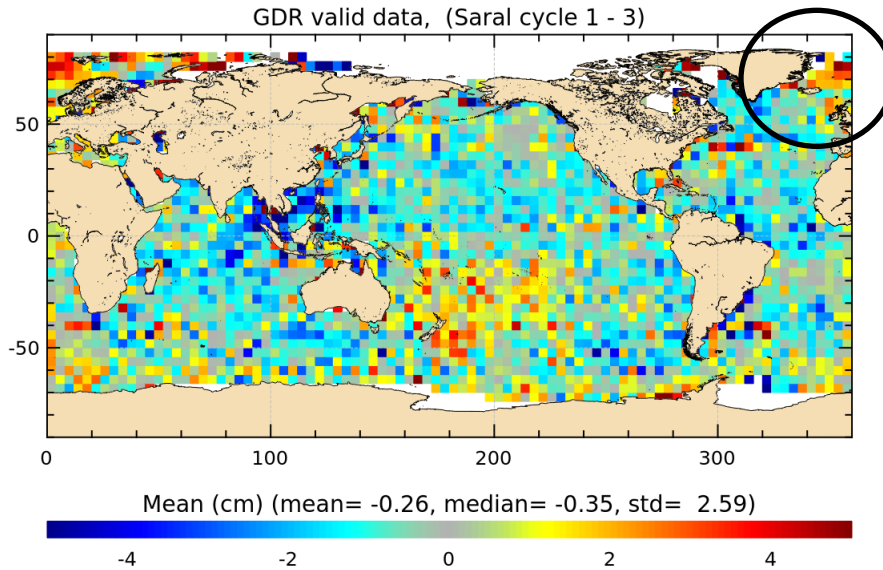 GDR valid data,  (Saral cycle 1 - 3)
50
0
-50
0 100 200 300
Mean (cm) (mean= -0.26, median= -0.35, std=  2.59)
-4 -2 0 2 4